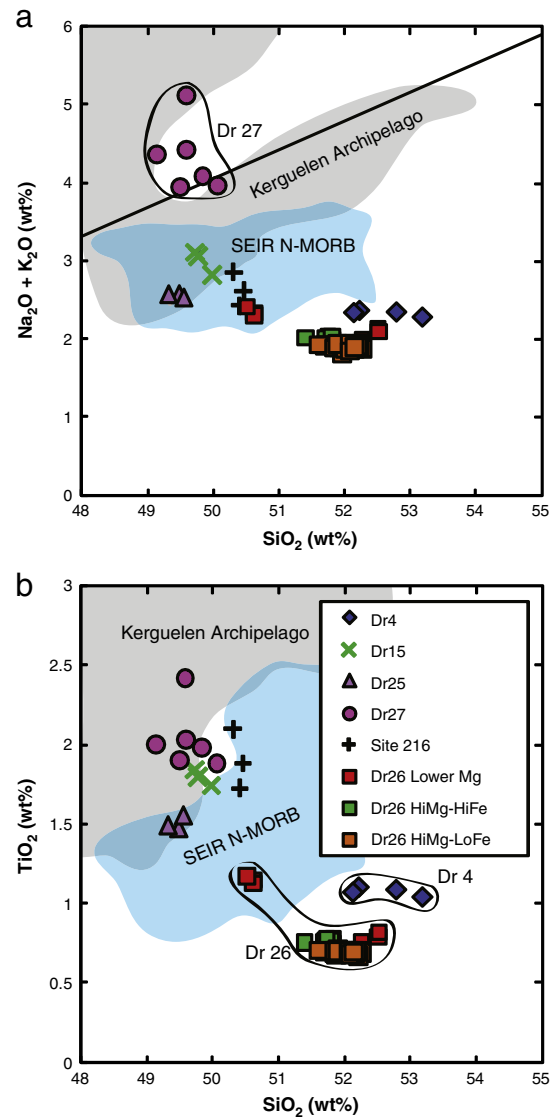 a
6
5
4
3
2
1
0
Na₂O + K₂O (wt%)
Dr 27
Kerguelen Archipelago
SEIR N-MORB
48 49 50 51 52 53 54 55
SiO₂ (wt%)
b
3
2.5
2
1.5
1
0.5
0
TiO₂ (wt%)
Kerguelen Archipelago
SEIR N-MORB
Dr4
Dr15
Dr25
Dr27
Site 216
Dr26 Lower Mg
Dr26 HiMg-HiFe
Dr26 HiMg-LoFe
Dr 4
Dr 26
48 49 50 51 52 53 54 55
SiO₂ (wt%)